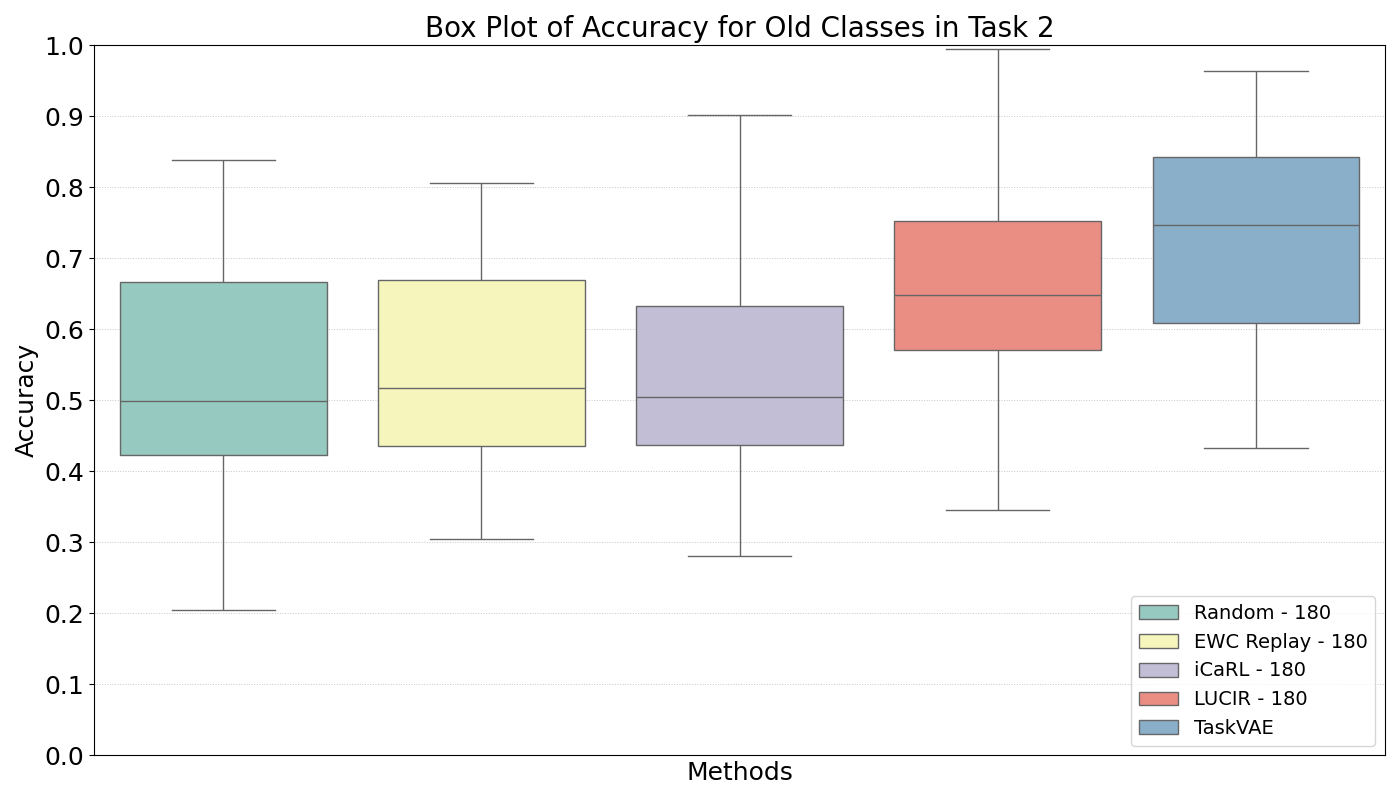 Box Plot of Accuracy for Old Classes in Task 2
1.0
0.9
0.8
0.7
0.6
0.5
0.4
0.3
0.2
0.1
0.0
Accuracy
Methods
Random - 180
EWC Replay - 180
iCaRL - 180
LUCIR - 180
TaskVAE